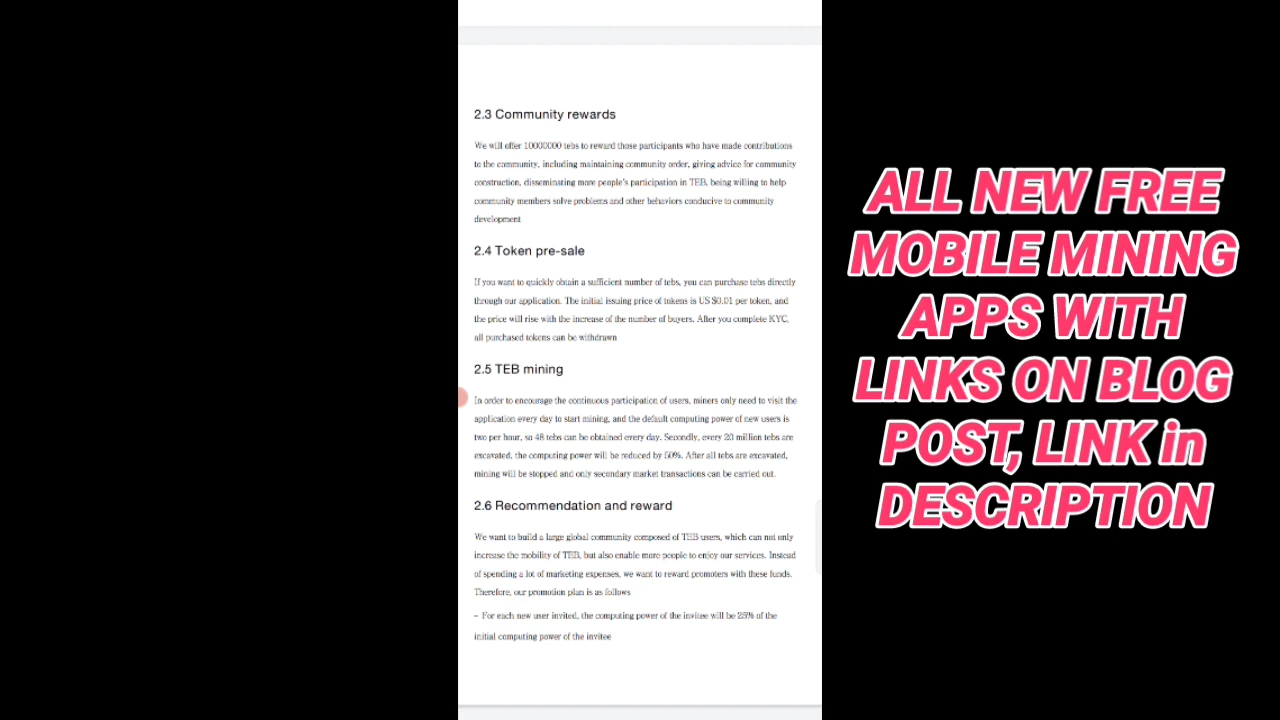 2.3 Community rewards
We will offer 10000000 tebs to reward those participants who have made contributions
to the community, including maintaining community order, giving advice for community
construction, disseminating more people's participation in TEB, being willing to help
community members solve problems and other behaviors conducive to community
development
2.4 Token pre-sale
If you want to quickly obtain a sufficient number of tebs, you can purchase tebs directly
through our application. The initial issuing price of tokens is US $0.01 per token, and
the price will rise with the increase of the number of buyers. After you complete KYC,
all purchased tokens can be withdrawn
2.5 TEB mining
In order to encourage the continuous participation of users, miners only need to visit the
application every day to start mining, and the default computing power of new users is
two per hour, so 48 tebs can be obtained every day. Secondly, every 20 million tebs are
excavated, the computing power will be reduced by 50%. After all tebs are excavated,
mining will be stopped and only secondary market transactions can be carried out.
2.6 Recommendation and reward
We want to build a large global community composed of TEB users, which can not only
increase the mobility of TEB, but also enable more people to enjoy our services. Instead
of spending a lot of marketing expenses, we want to reward promoters with these funds.
Therefore, our promotion plan is as follows
- For each new user invited, the computing power of the invitee will be 25% of the
initial computing power of the invitee
ALL NEW FREE
MOBILE MINING
APPS WITH
LINKS ON BLOG
POST, LINK in
DESCRIPTION